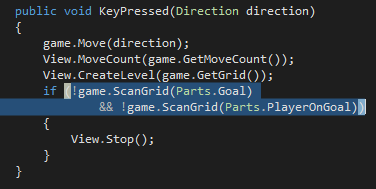 public void KeyPressed(Direction direction)
{
game.Move(direction);
View.MoveCount(game.GetMoveCount());
View.CreateLevel(game.GetGrid());
if (!game.ScanGrid(Parts.Goal)
&& !game.ScanGrid(Parts.PlayerOnGoal))
{
View.Stop();
}
}